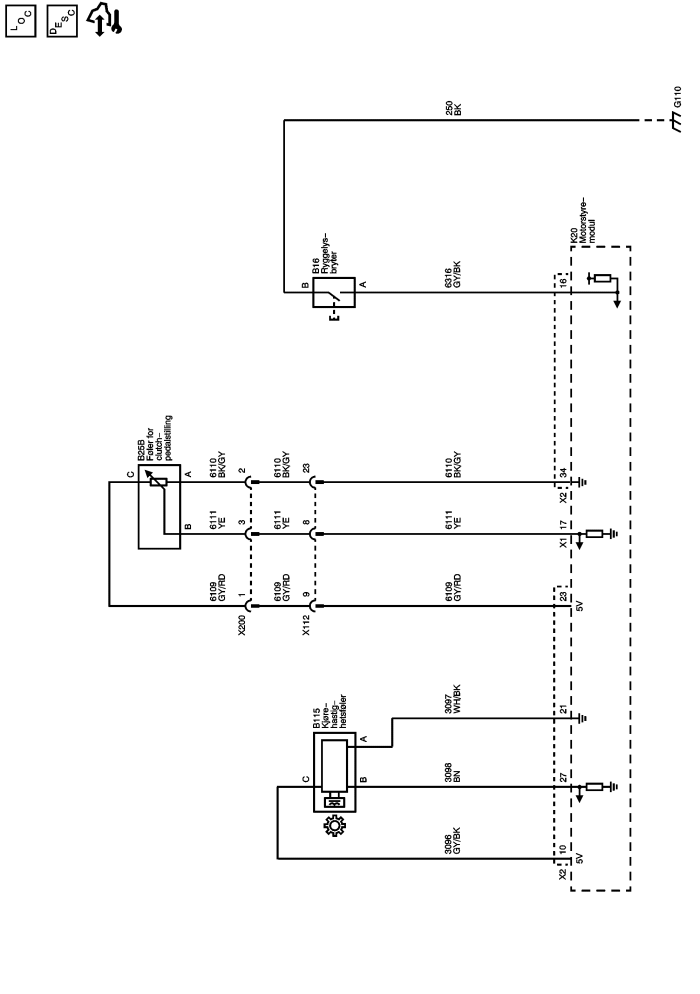 LOC
DESC
250
BK
G110
K20
Motorstyre-
modul
B16
Ryggelys-
bryter
B
A
6316
GY/BK
16
B25B
Føler for
clutch-
pedalstilling
C
A
B
6110
BK/GY
2
6110
BK/GY
23
6110
BK/GY
34
X2
6111
YE
3
6111
YE
8
6111
YE
17
X1
6109
GY/RD
1
X200
6109
GY/RD
9
X112
6109
GY/RD
23
5V
B115
Kjøre-
hastig-
hetsføler
C
A
B
3097
WH/BK
21
3098
BN
27
3096
GY/BK
10
X2
5V